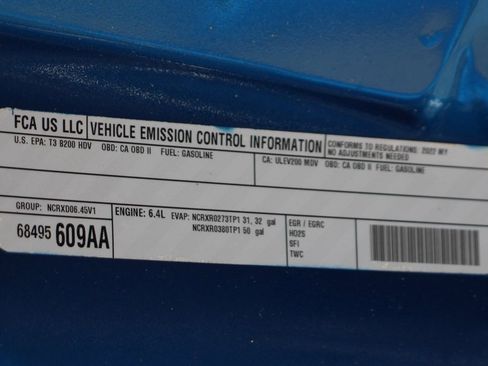 FCA US LLC VEHICLE EMISSION CONTROL INFORMATION CONFORMS TO REGULATIONS: 2022 MY
NO ADJUSTMENTS NEEDED
U.S. EPA: T3 B200 HDV OBD: CA OBD II FUEL: GASOLINE
CA: ULEV200 MDV OBD: CA OBD II FUEL: GASOLINE
GROUP: NCRXD06.45V1
68495 609AA
ENGINE: 6.4L EVAP: NCRXR0273TP1 31, 32 gal
NCRXR0380TP1 50 gal
EGR / EGRC
HO2S
SFI
TWC